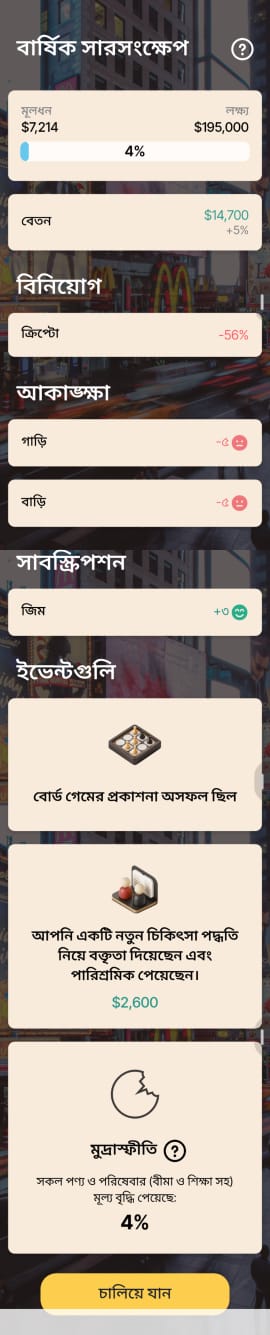 বার্ষিক সারসংক্ষেপ
?
মূলধন লক্ষ্য
$7,214 $195,000
4%
বেতন $14,700
+5%
বিনিয়োগ
ক্রিপ্টো -56%
আকাঙ্ক্ষা
গাড়ি -৫
বাড়ি -৫
সাবস্ক্রিপশন
জিম +৩
ইভেন্টগুলি
বোর্ড গেমের প্রকাশনা অসফল ছিল
আপনি একটি নতুন চিকিৎসা পদ্ধতি
নিয়ে বক্তৃতা দিয়েছেন এবং
পারিশ্রমিক পেয়েছেন।
$2,600
মুদ্রাস্ফীতি ?
সকল পণ্য ও পরিষেবার (বীমা ও শিক্ষা সহ)
মূল্য বৃদ্ধি পেয়েছে:
4%
চালিয়ে যান